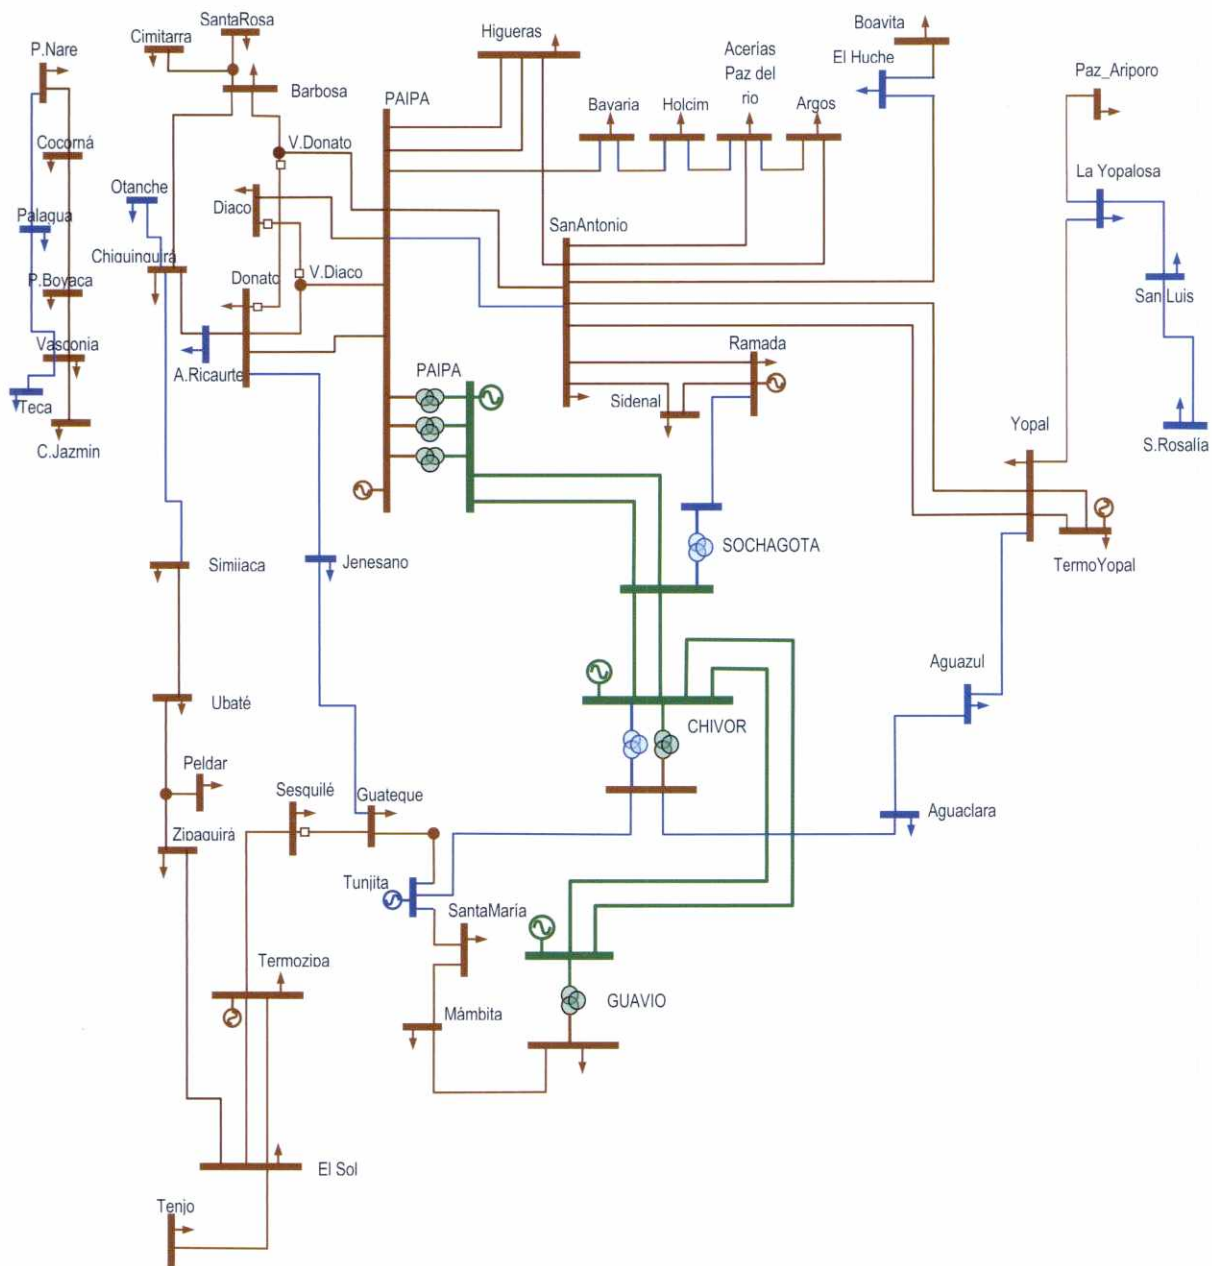 SantaRosa
Cimitarra
P.Nare
Barbosa
PAIPA
Higueras
Acerias
Paz del
rio
Bavaria
Holcim
Argos
Boavita
El Huche
Paz_Ariporo
Cocorná
V.Donato
Otanche
Diaco
La Yopalosa
Palagua
Chiquinquirá
SanAntonio
Donato
V.Diaco
P.Boyaca
San Luis
Vasconia
A.Ricaurte
PAIPA
Ramada
Teca
Sidenal
C.Jazmin
Yopal
S.Rosalía
SOCHAGOTA
Simijaca
Jenesano
TermoYopal
Aguazul
Ubaté
CHIVOR
Peldar
Sesquilé
Guateque
Aguaclara
Zipaquirá
Tunjita
SantaMaría
Termozipa
GUAVIO
Mámbita
El Sol
Tenjo